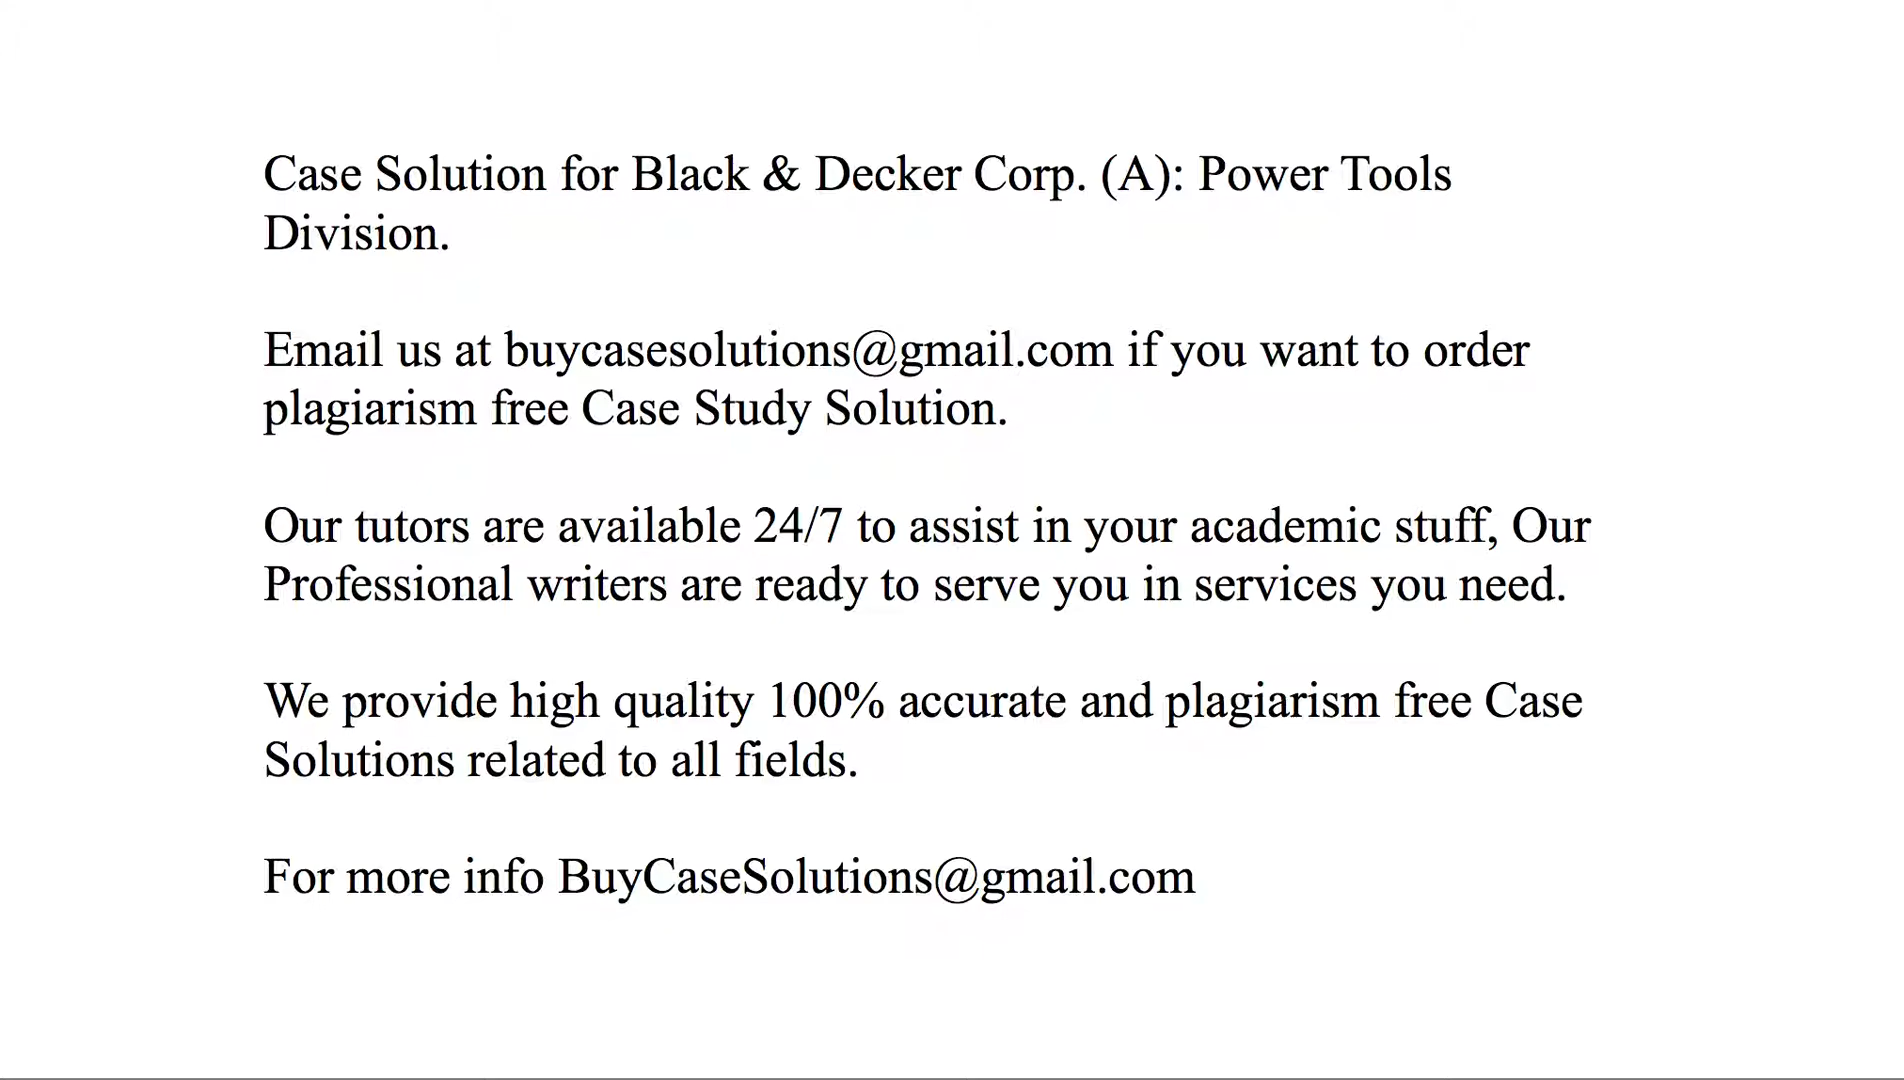 Case Solution for Black & Decker Corp. (A): Power Tools
Division.
Email us at buycasesolutions@gmail.com if you want to order
plagiarism free Case Study Solution.
Our tutors are available 24/7 to assist in your academic stuff, Our
Professional writers are ready to serve you in services you need.
We provide high quality 100% accurate and plagiarism free Case
Solutions related to all fields.
For more info BuyCaseSolutions@gmail.com